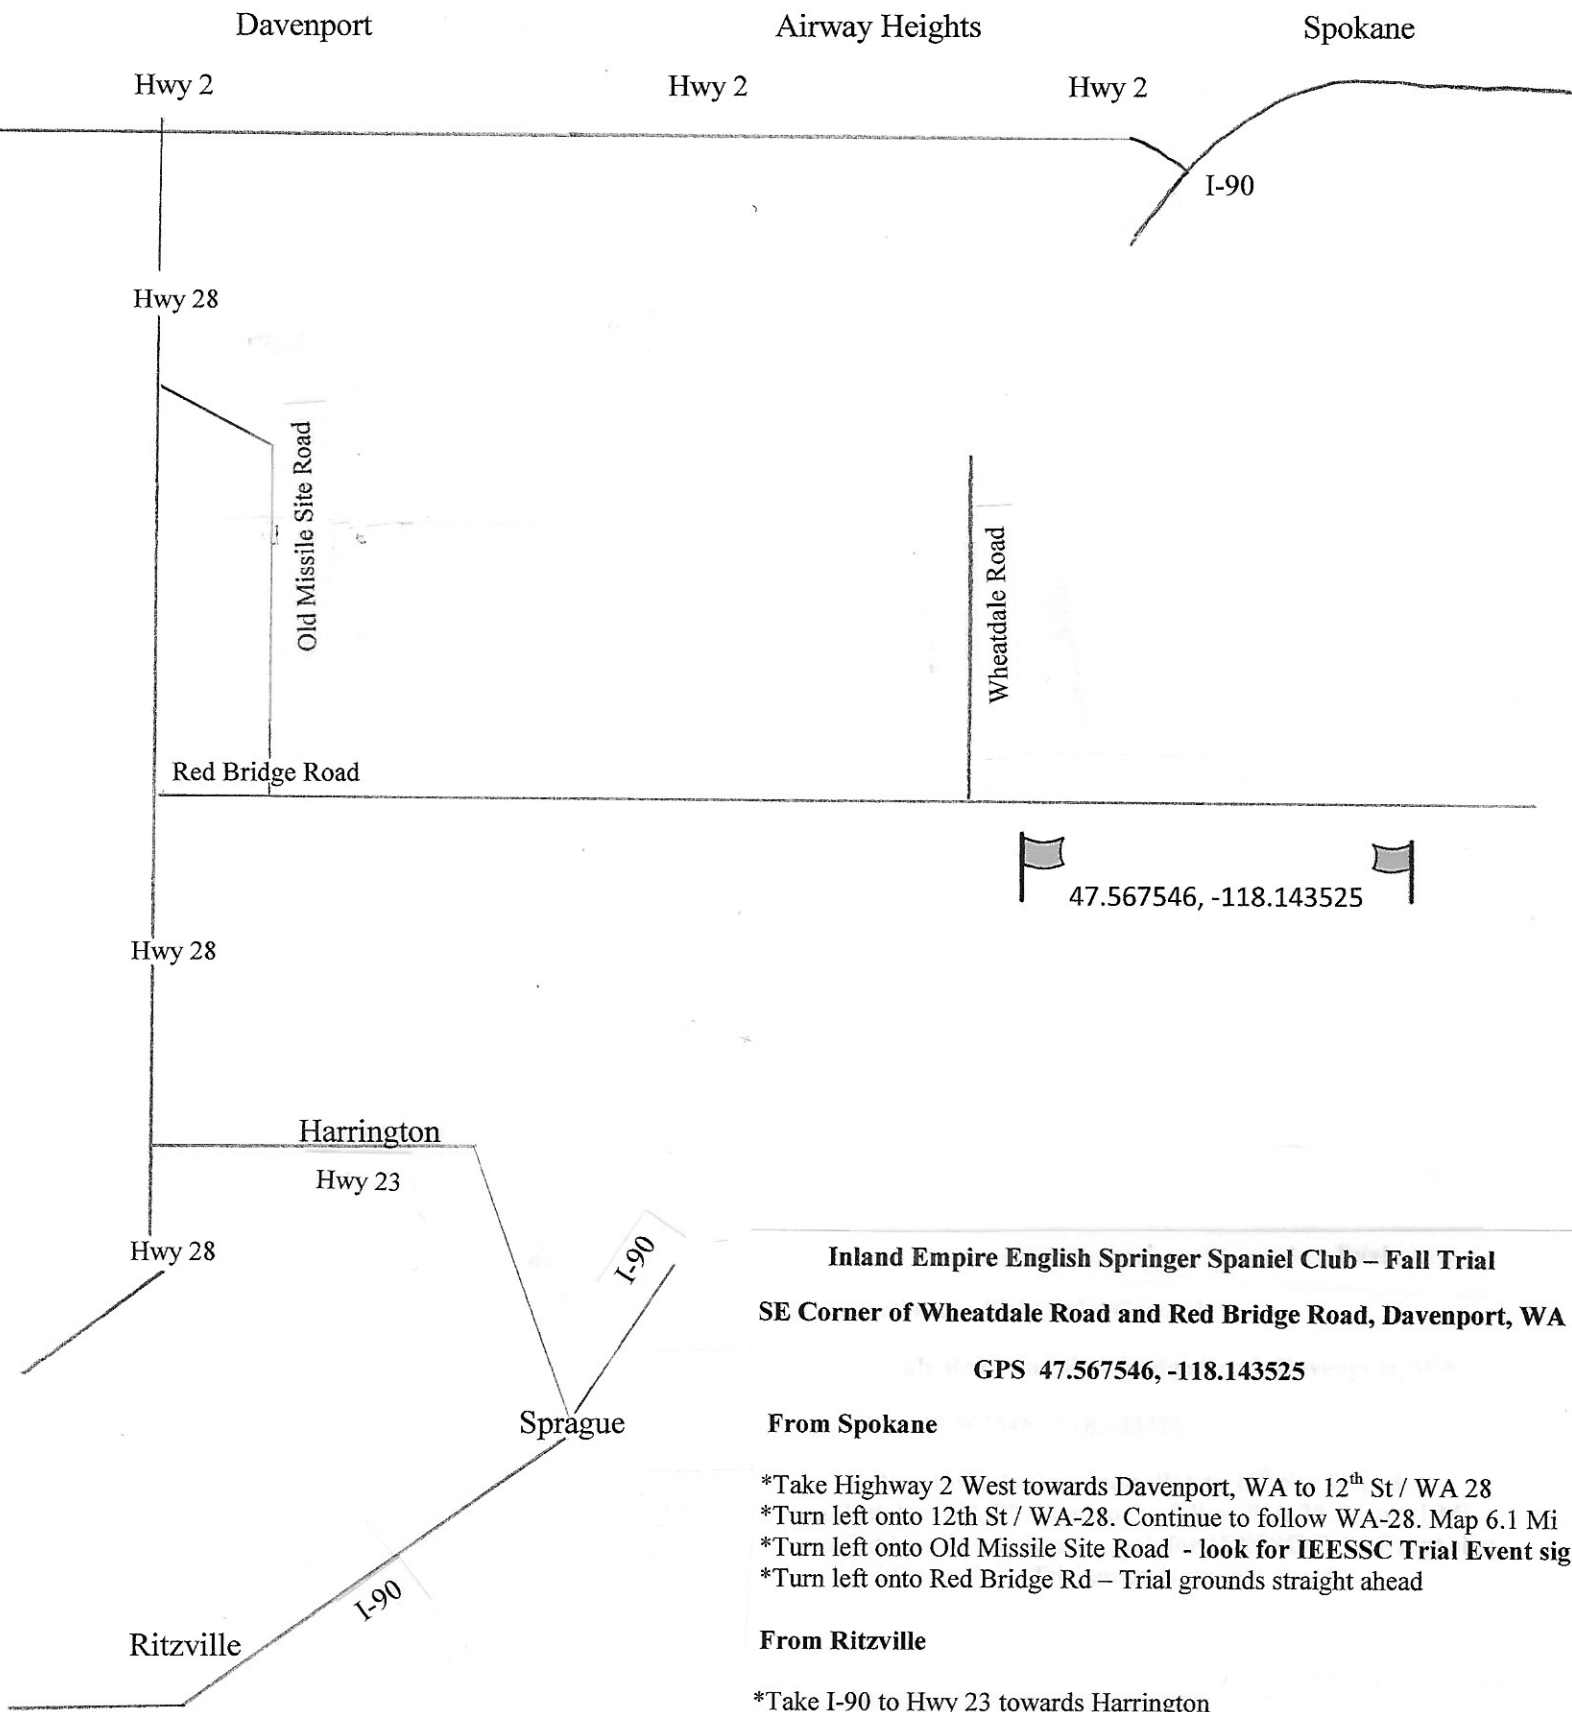 Davenport
Airway Heights
Spokane
Hwy 2
Hwy 2
Hwy 2
I-90
Hwy 28
Old Missile Site Road
Wheatdale Road
Red Bridge Road
47.567546, -118.143525
Hwy 28
Harrington
Hwy 23
Hwy 28
I-90
Sprague
I-90
Ritzville
Inland Empire English Springer Spaniel Club – Fall Trial
SE Corner of Wheatdale Road and Red Bridge Road, Davenport, WA
GPS 47.567546, -118.143525
From Spokane
*Take Highway 2 West towards Davenport, WA to 12th St / WA 28
*Turn left onto 12th St / WA-28. Continue to follow WA-28. Map 6.1 Mi
*Turn left onto Old Missile Site Road - look for IEESSC Trial Event sig
*Turn left onto Red Bridge Rd – Trial grounds straight ahead
From Ritzville
*Take I-90 to Hwy 23 towards Harrington